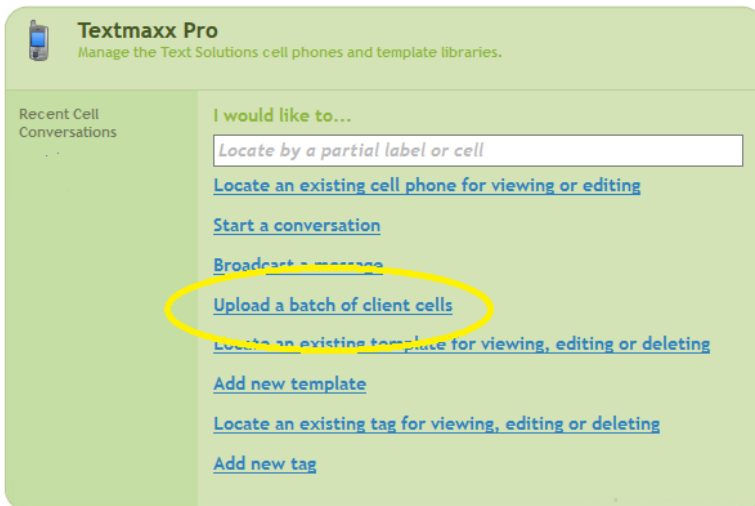 Textmaxx Pro
Manage the Text Solutions cell phones and template libraries.
Recent Cell
Conversations
I would like to...
Locate by a partial label or cell
Locate an existing cell phone for viewing or editing
Start a conversation
Broadcast a message
Upload a batch of client cells
Locate an existing template for viewing, editing or deleting
Add new template
Locate an existing tag for viewing, editing or deleting
Add new tag